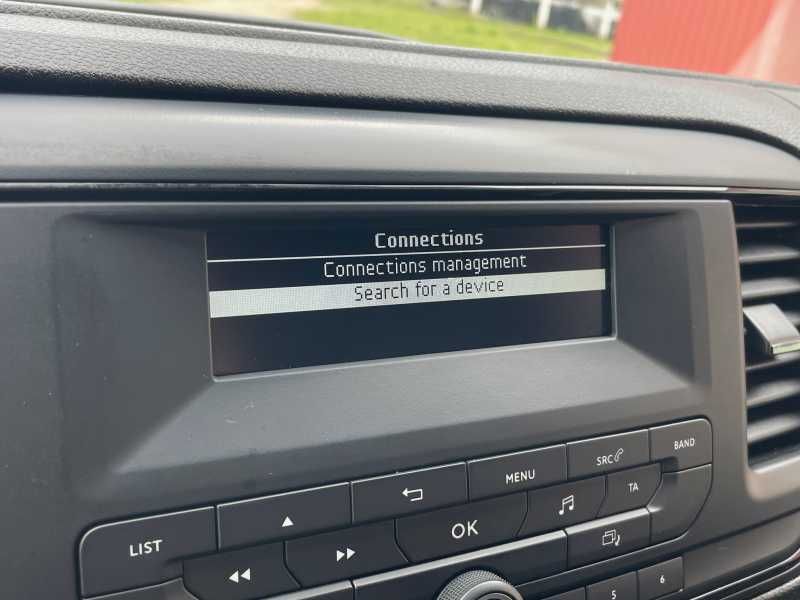 Connections
Connections management
Search for a device
BAND
SRC
MENU
TA
OK
LIST
6
5